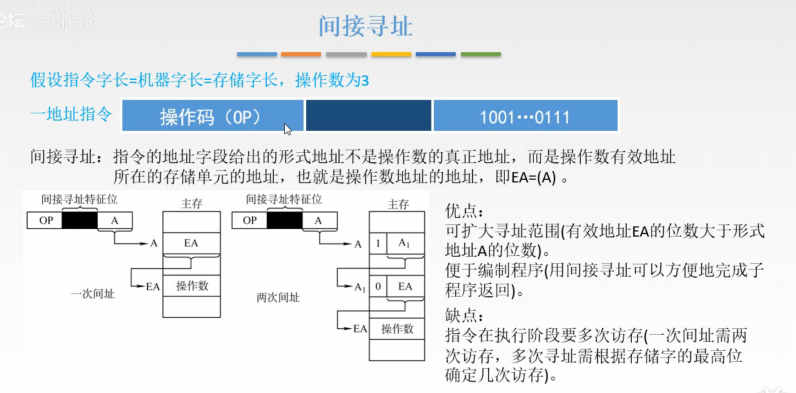 论坛
间接寻址
假设指令字长=机器字长=存储字长，操作数为3
一地址指令 操作码（OP） 1001…0111
间接寻址：指令的地址字段给出的形式地址不是操作数的真正地址，而是操作数有效地址
所在的存储单元的地址，也就是操作数地址的地址，即EA=(A) 。
间接寻址特征位 主存
OP A
A EA
EA 操作数
一次间址
间接寻址特征位 主存
OP A
A 1 A₁
A₁ 0 EA
EA 操作数
两次间址
优点：
可扩大寻址范围(有效地址EA的位数大于形式
地址A的位数)。
便于编制程序(用间接寻址可以方便地完成子
程序返回)。
缺点：
指令在执行阶段要多次访存(一次间址需两
次访存，多次寻址需根据存储字的最高位
确定几次访存)。